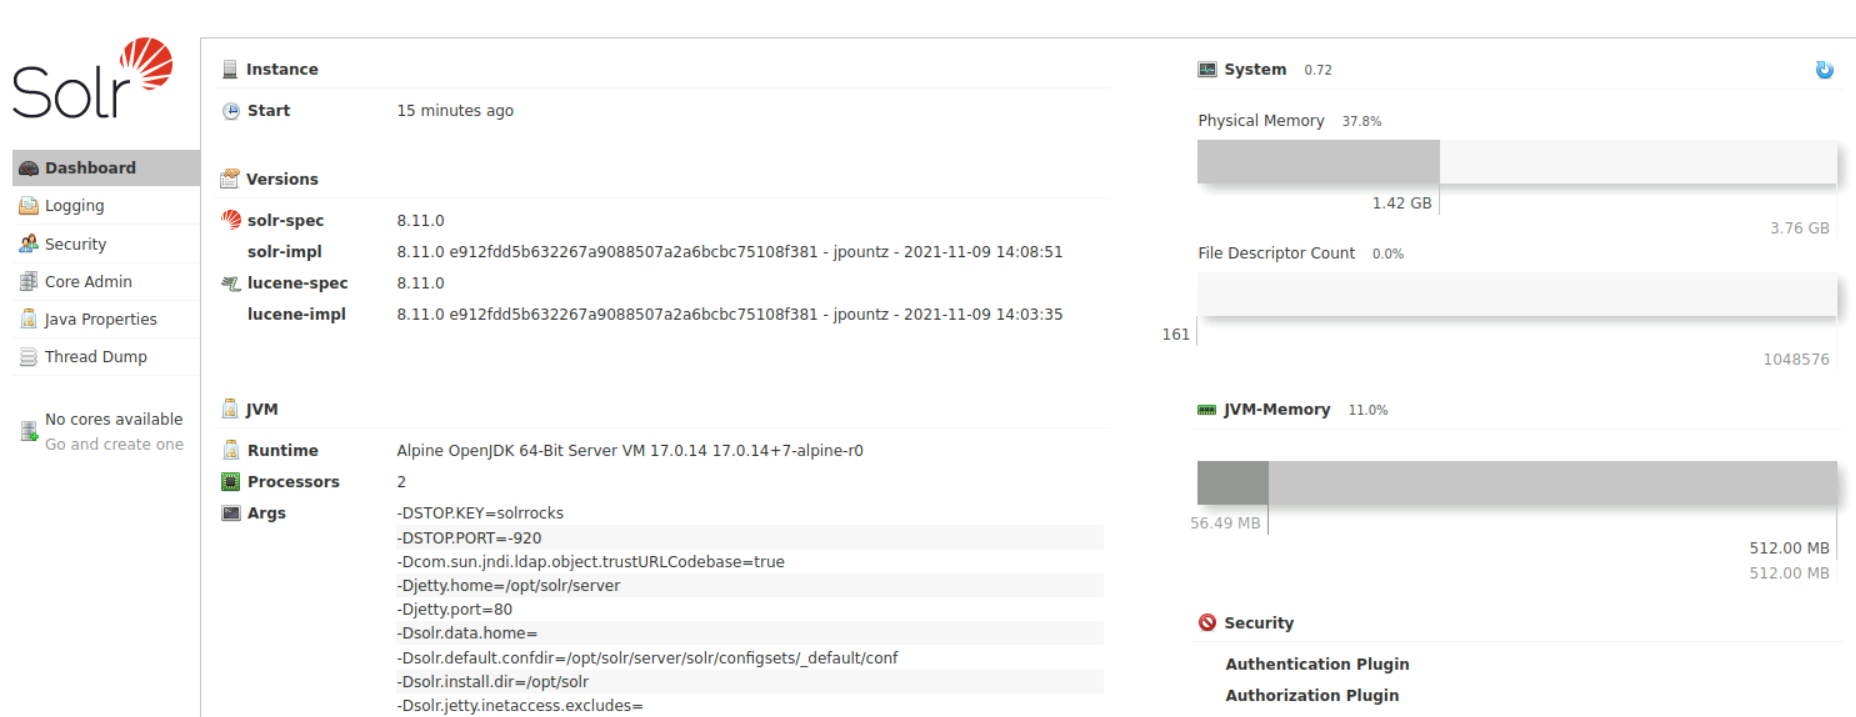 Solr
Dashboard
Logging
Security
Core Admin
Java Properties
Thread Dump
No cores available
Go and create one
Instance
Start 15 minutes ago
Versions
solr-spec 8.11.0
solr-impl 8.11.0 e912fdd5b632267a9088507a2a6bcbc75108f381 - jpountz - 2021-11-09 14:08:51
lucene-spec 8.11.0
lucene-impl 8.11.0 e912fdd5b632267a9088507a2a6bcbc75108f381 - jpountz - 2021-11-09 14:03:35
JVM
Runtime Alpine OpenJDK 64-Bit Server VM 17.0.14 17.0.14+7-alpine-r0
Processors 2
Args -DSTOP.KEY=solrrocks
-DSTOP.PORT=-920
-Dcom.sun.jndi.ldap.object.trustURLCodebase=true
-Djetty.home=/opt/solr/server
-Djetty.port=80
-Dsolr.data.home=
-Dsolr.default.confdir=/opt/solr/server/solr/configsets/_default/conf
-Dsolr.install.dir=/opt/solr
-Dsolr.jetty.inetaccess.excludes=
System 0.72
Physical Memory 37.8%
1.42 GB
3.76 GB
File Descriptor Count 0.0%
161
1048576
JVM-Memory 11.0%
56.49 MB
512.00 MB
512.00 MB
Security
Authentication Plugin
Authorization Plugin